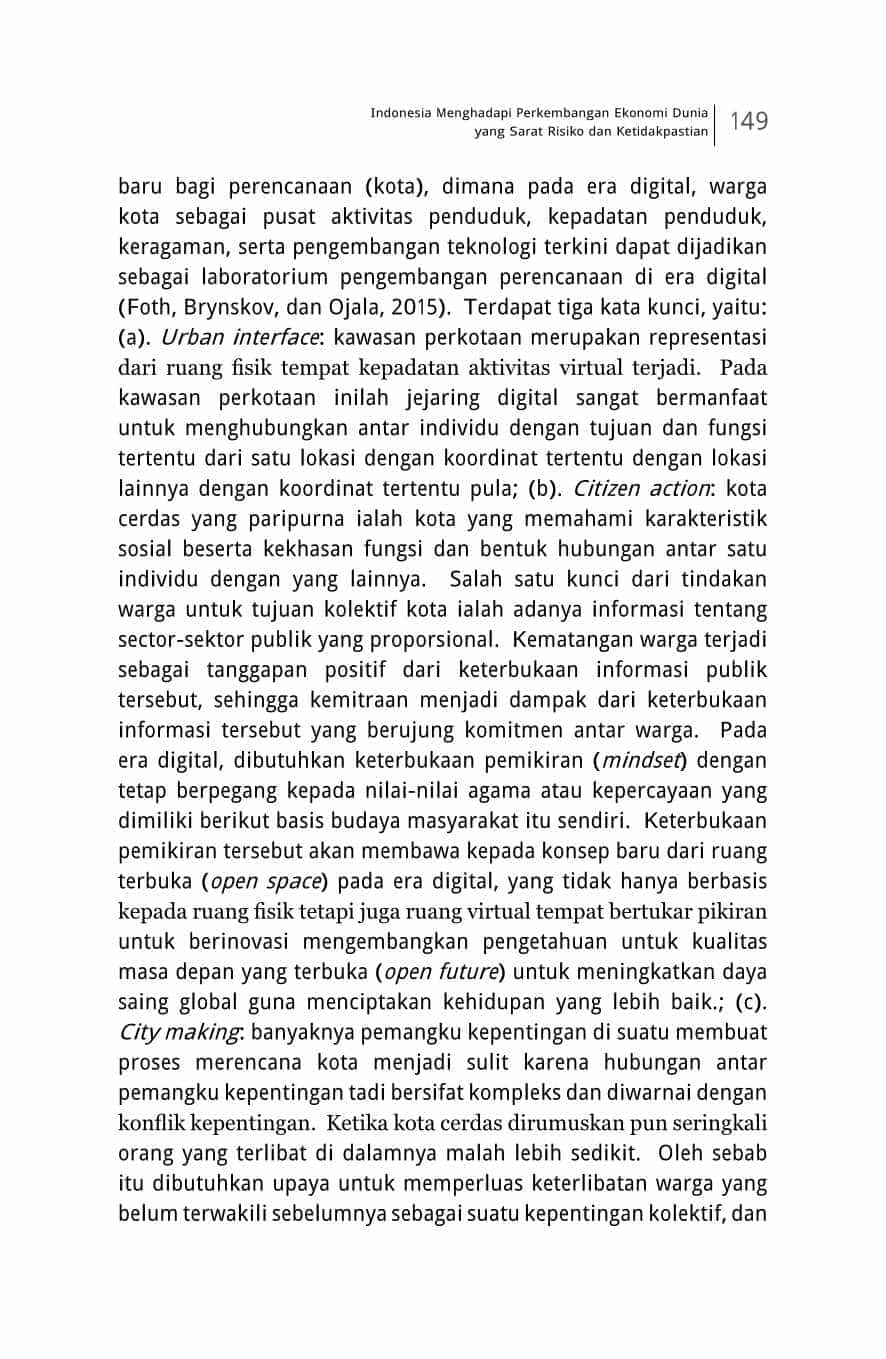 Indonesia Menghadapi Perkembangan Ekonomi Dunia
yang Sarat Risiko dan Ketidakpastian
149
baru bagi perencanaan (kota), dimana pada era digital, warga
kota sebagai pusat aktivitas penduduk, kepadatan penduduk,
keragaman, serta pengembangan teknologi terkini dapat dijadikan
sebagai laboratorium pengembangan perencanaan di era digital
(Foth, Brynskov, dan Ojala, 2015).  Terdapat tiga kata kunci, yaitu:
(a). Urban interface: kawasan perkotaan merupakan representasi
dari ruang fisik tempat kepadatan aktivitas virtual terjadi.  Pada
kawasan perkotaan inilah jejaring digital sangat bermanfaat
untuk menghubungkan antar individu dengan tujuan dan fungsi
tertentu dari satu lokasi dengan koordinat tertentu dengan lokasi
lainnya dengan koordinat tertentu pula; (b). Citizen action: kota
cerdas yang paripurna ialah kota yang memahami karakteristik
sosial beserta kekhasan fungsi dan bentuk hubungan antar satu
individu dengan yang lainnya.  Salah satu kunci dari tindakan
warga untuk tujuan kolektif kota ialah adanya informasi tentang
sector-sektor publik yang proporsional.  Kematangan warga terjadi
sebagai tanggapan positif dari keterbukaan informasi publik
tersebut, sehingga kemitraan menjadi dampak dari keterbukaan
informasi tersebut yang berujung komitmen antar warga.  Pada
era digital, dibutuhkan keterbukaan pemikiran (mindset) dengan
tetap berpegang kepada nilai-nilai agama atau kepercayaan yang
dimiliki berikut basis budaya masyarakat itu sendiri.  Keterbukaan
pemikiran tersebut akan membawa kepada konsep baru dari ruang
terbuka (open space) pada era digital, yang tidak hanya berbasis
kepada ruang fisik tetapi juga ruang virtual tempat bertukar pikiran
untuk berinovasi mengembangkan pengetahuan untuk kualitas
masa depan yang terbuka (open future) untuk meningkatkan daya
saing global guna menciptakan kehidupan yang lebih baik.; (c).
City making: banyaknya pemangku kepentingan di suatu membuat
proses merencana kota menjadi sulit karena hubungan antar
pemangku kepentingan tadi bersifat kompleks dan diwarnai dengan
konflik kepentingan.  Ketika kota cerdas dirumuskan pun seringkali
orang yang terlibat di dalamnya malah lebih sedikit.  Oleh sebab
itu dibutuhkan upaya untuk memperluas keterlibatan warga yang
belum terwakili sebelumnya sebagai suatu kepentingan kolektif, dan